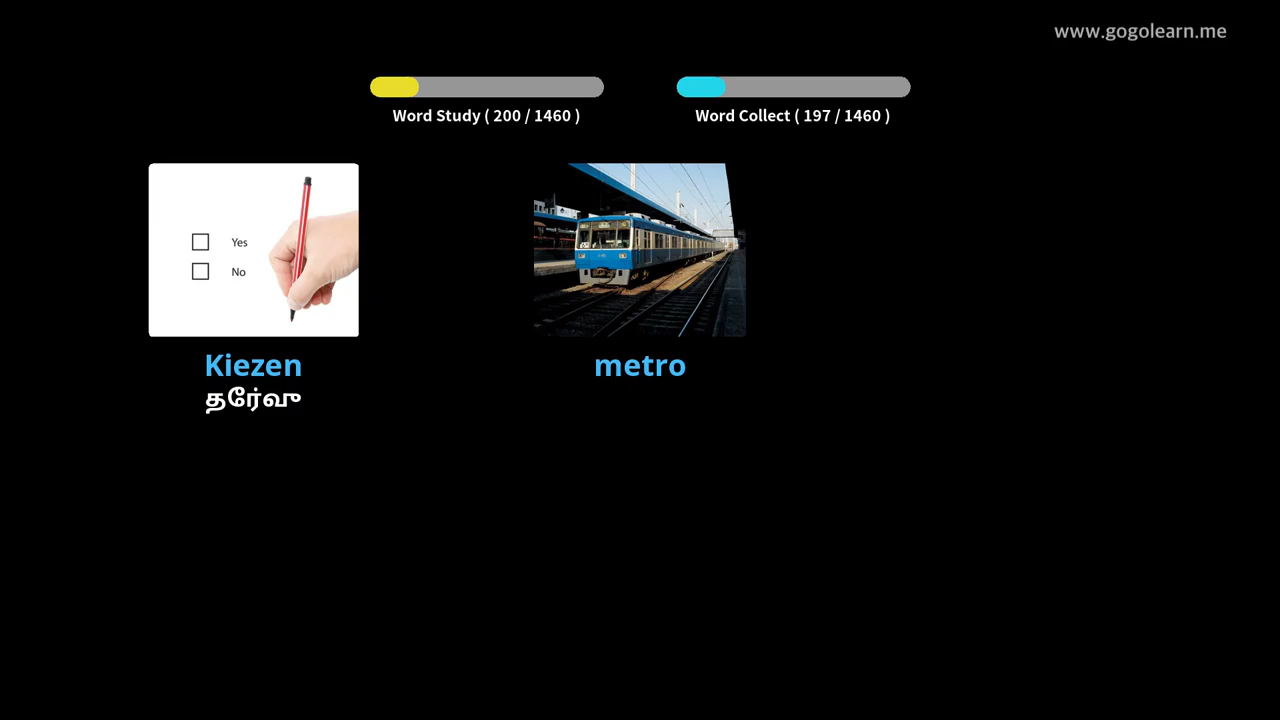 www.gogolearn.me
Word Study ( 200 / 1460 )
Word Collect ( 197 / 1460 )
Yes
No
Kiezen
தேர்வு
metro